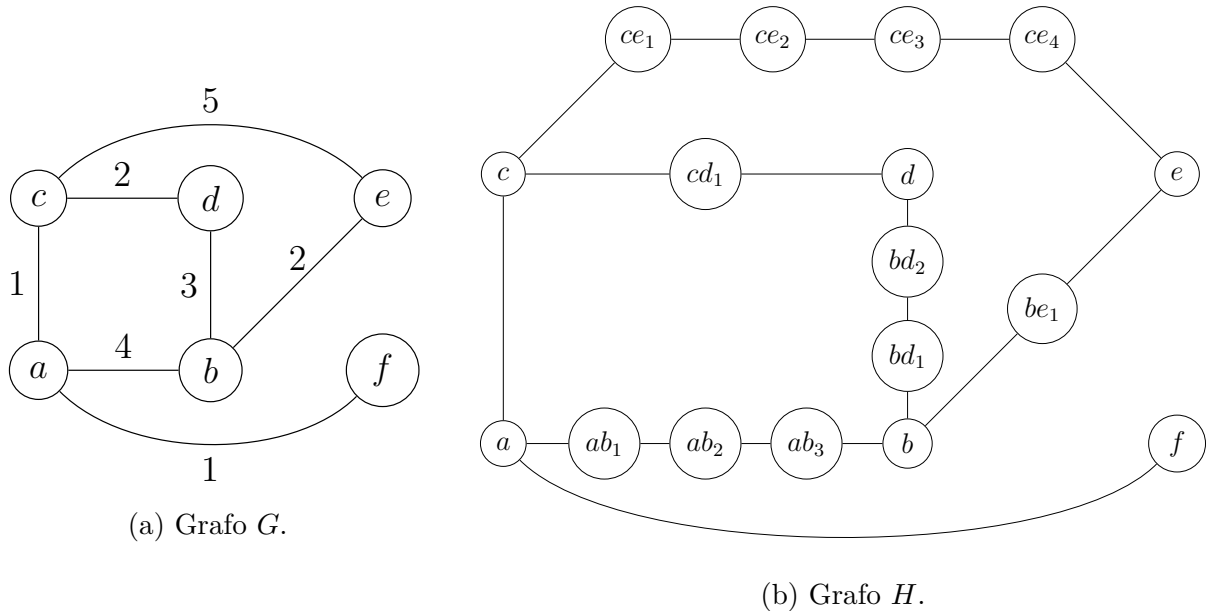 ce₁ ce₂ ce₃ ce₄
5
c 2 d e
c cd₁ d e
1 3 2
bd₂
be₁
bd₁
a 4 b f
a ab₁ ab₂ ab₃ b f
1
(a) Grafo G.
(b) Grafo H.